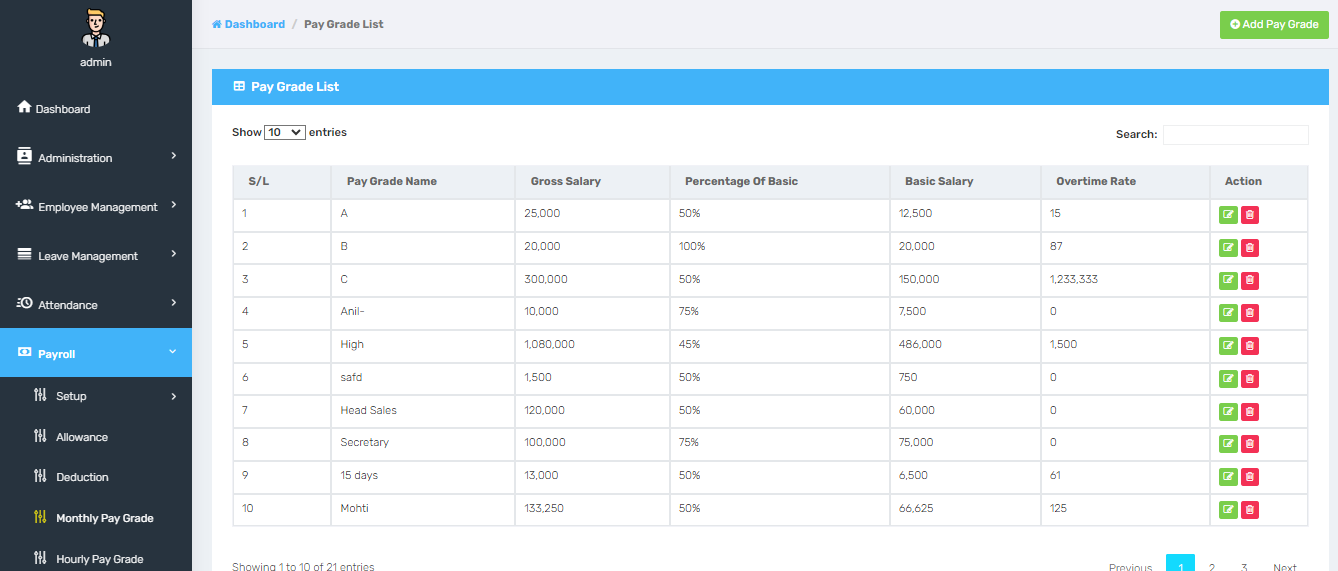 admin
Dashboard
Administration
Employee Management
Leave Management
Attendance
Payroll
Setup
Allowance
Deduction
Monthly Pay Grade
Hourly Pay Grade
Dashboard / Pay Grade List
Add Pay Grade
Pay Grade List
Show 10 entries
Search:
S/L Pay Grade Name Gross Salary Percentage Of Basic Basic Salary Overtime Rate Action
1 A 25,000 50% 12,500 15
2 B 20,000 100% 20,000 87
3 C 300,000 50% 150,000 1,233,333
4 Anil- 10,000 75% 7,500 0
5 High 1,080,000 45% 486,000 1,500
6 safd 1,500 50% 750 0
7 Head Sales 120,000 50% 60,000 0
8 Secretary 100,000 75% 75,000 0
9 15 days 13,000 50% 6,500 61
10 Mohti 133,250 50% 66,625 125
Showing 1 to 10 of 21 entries
Previous 1 2 3 Next